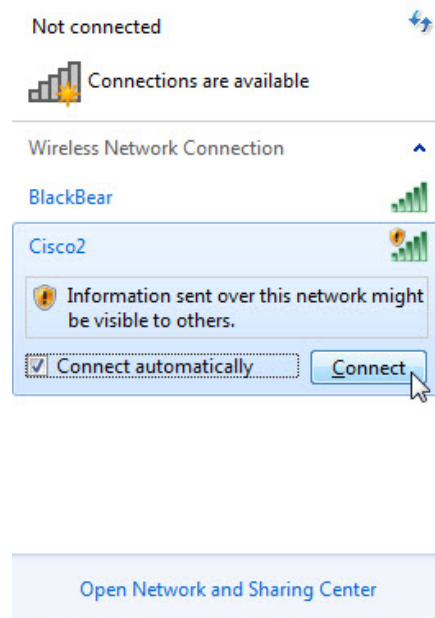 Not connected
Connections are available
Wireless Network Connection
BlackBear
Cisco2
Information sent over this network might
be visible to others.
Connect automatically
Connect
Open Network and Sharing Center